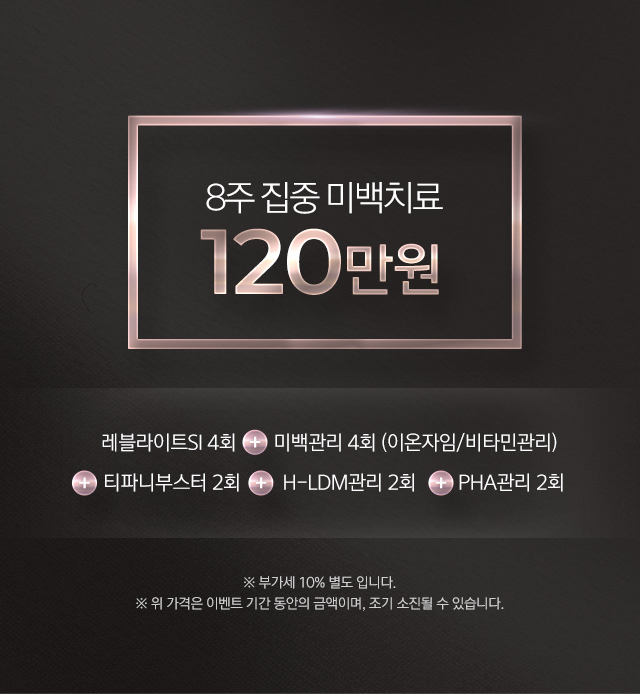 8주 집중 미백치료
120만원
레블라이트SI 4회 + 미백관리 4회 (이온자임/비타민관리)
+ 티파니부스터 2회 + H-LDM관리 2회 + PHA관리 2회
※ 부가세 10% 별도 입니다.
※ 위 가격은 이벤트 기간 동안의 금액이며, 조기 소진될 수 있습니다.